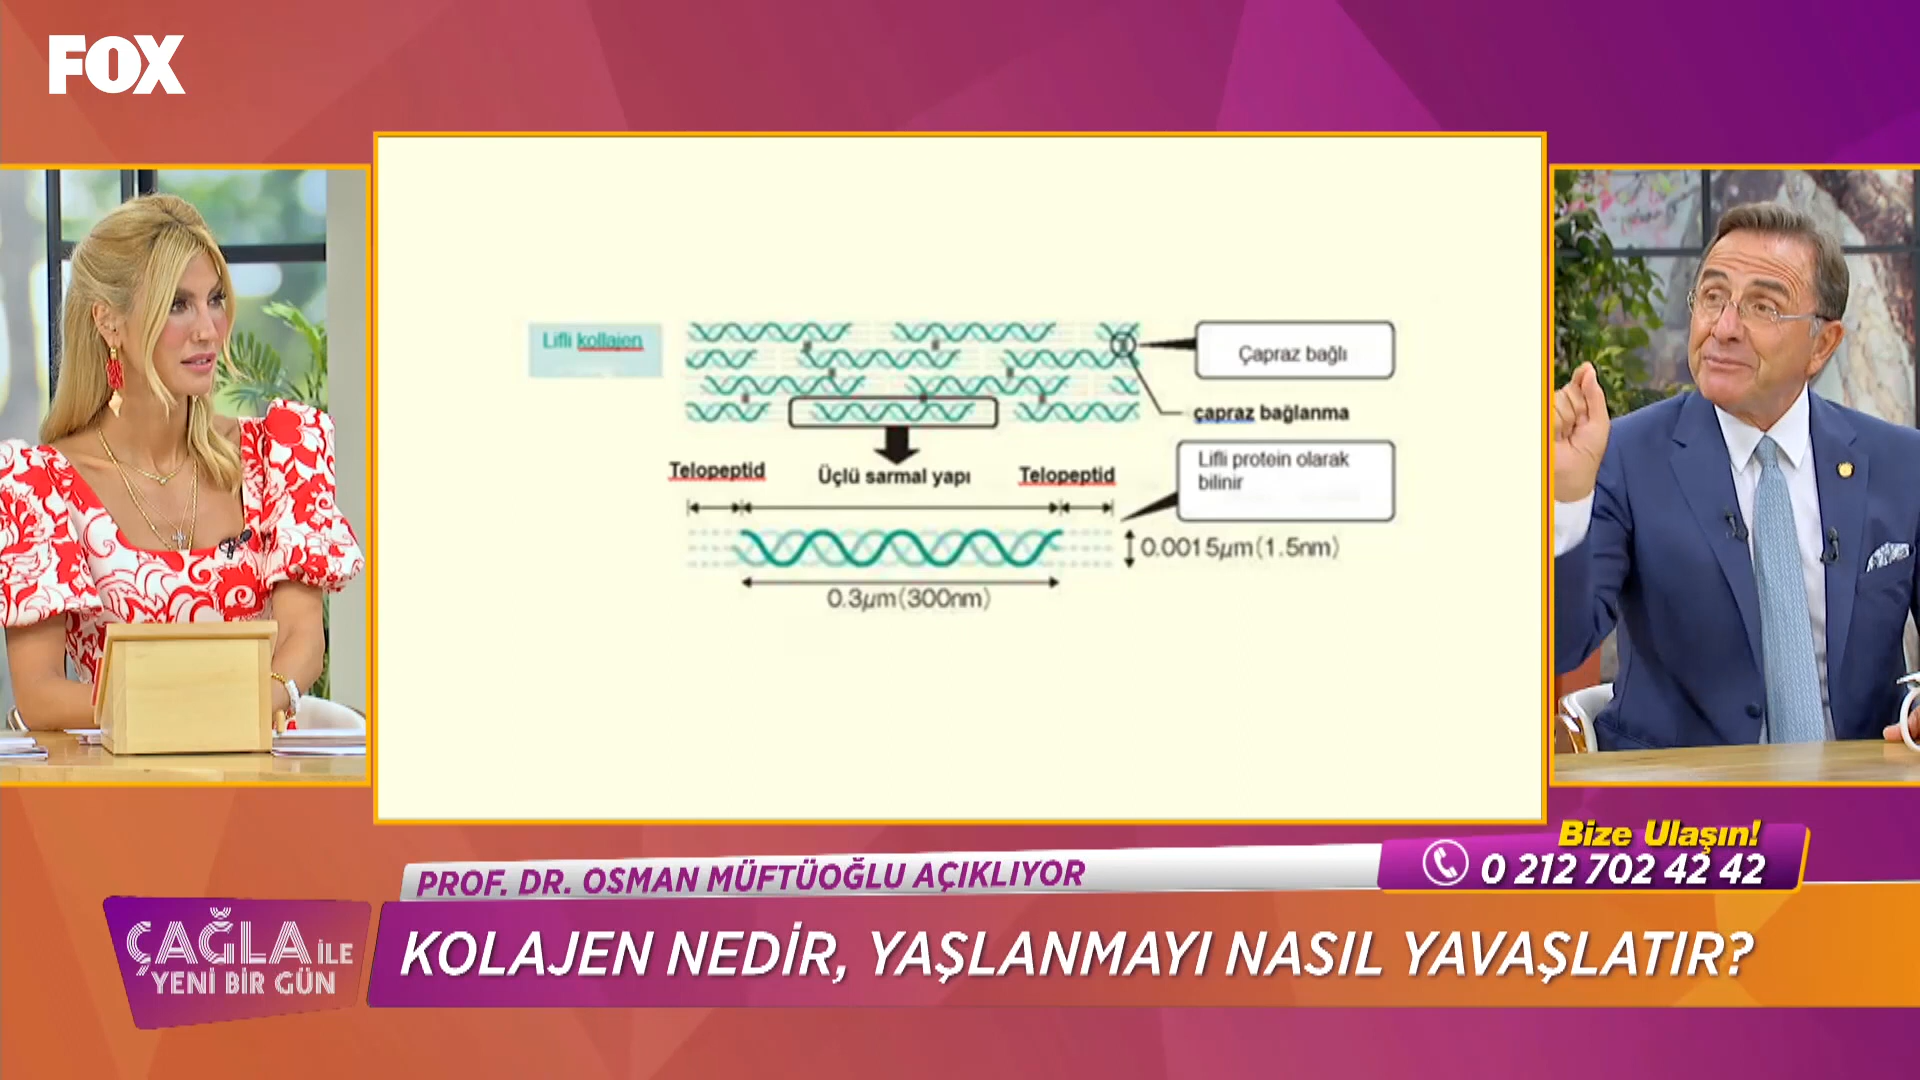 FOX
Lifli kollajen
Çapraz bağlı
çapraz bağlanma
Telopeptid
Üçlü sarmal yapı
Telopeptid
Lifli protein olarak
bilinir
0.0015µm(1.5nm)
0.3µm(300nm)
Bize Ulaşın!
0 212 702 42 42
PROF. DR. OSMAN MÜFTÜOĞLU AÇIKLIYOR
ÇAĞLA İLE
YENİ BİR GÜN
KOLAJEN NEDİR, YAŞLANMAYI NASIL YAVAŞLATIR?